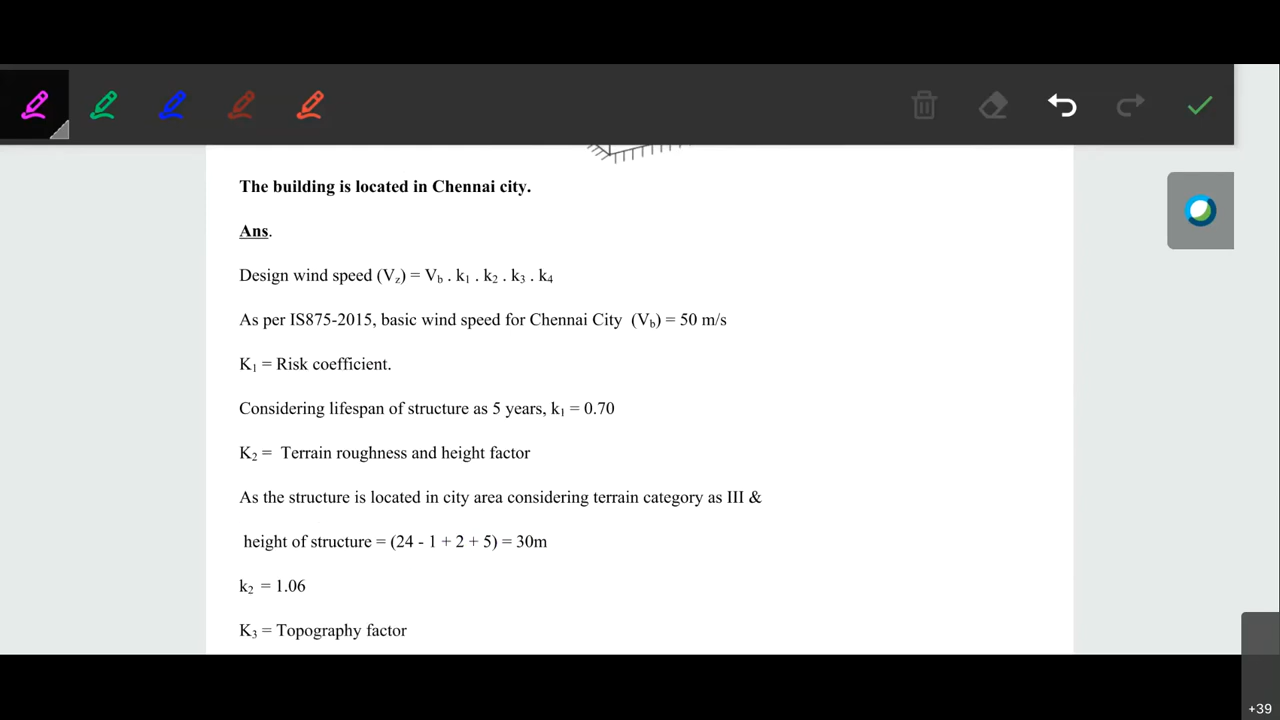 The building is located in Chennai city.
Ans.
Design wind speed (Vz) = Vb . k1 . k2 . k3 . k4
As per IS875-2015, basic wind speed for Chennai City (Vb) = 50 m/s
K1 = Risk coefficient.
Considering lifespan of structure as 5 years, k1 = 0.70
K2 = Terrain roughness and height factor
As the structure is located in city area considering terrain category as III &
height of structure = (24 - 1 + 2 + 5) = 30m
k2 = 1.06
K3 = Topography factor
+39